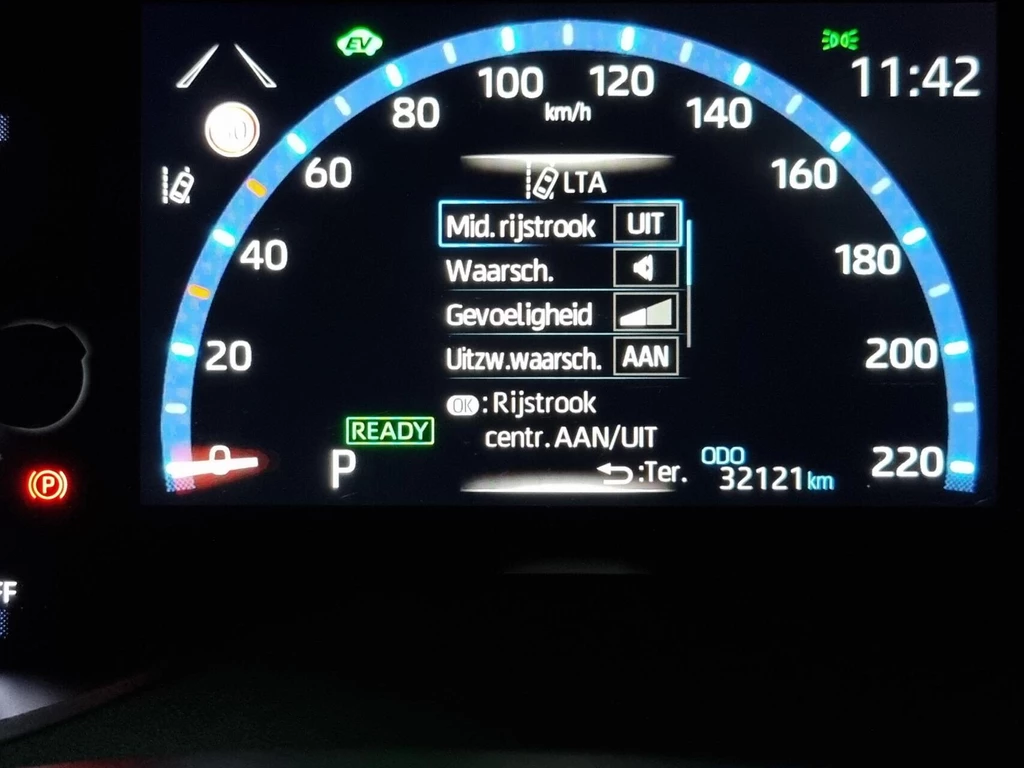 EV
11:42
100 120
80 km/h 140
60 160
LTA
Mid. rijstrook UIT
40 180
Waarsch.
Gevoeligheid
20 200
Uitzw.waarsch. AAN
OK : Rijstrook
centr. AAN/UIT
READY
0 P :Ter. ODO 220
32121 km
P